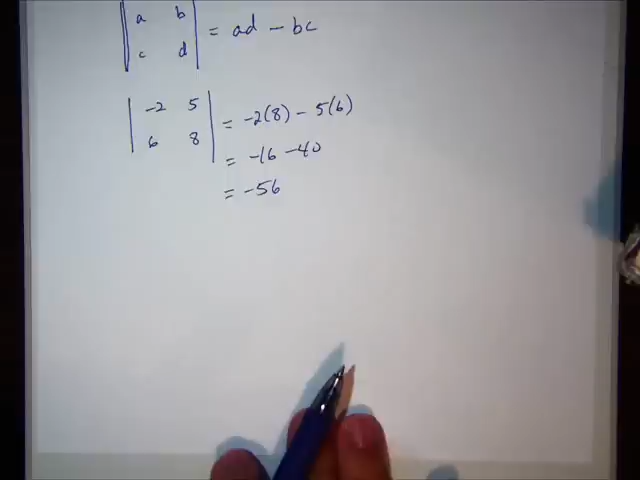 | a b |
| c d | = ad - bc
| -2 5 |
| 6 8 | = -2(8) - 5(6)
= -16 -40
= -56